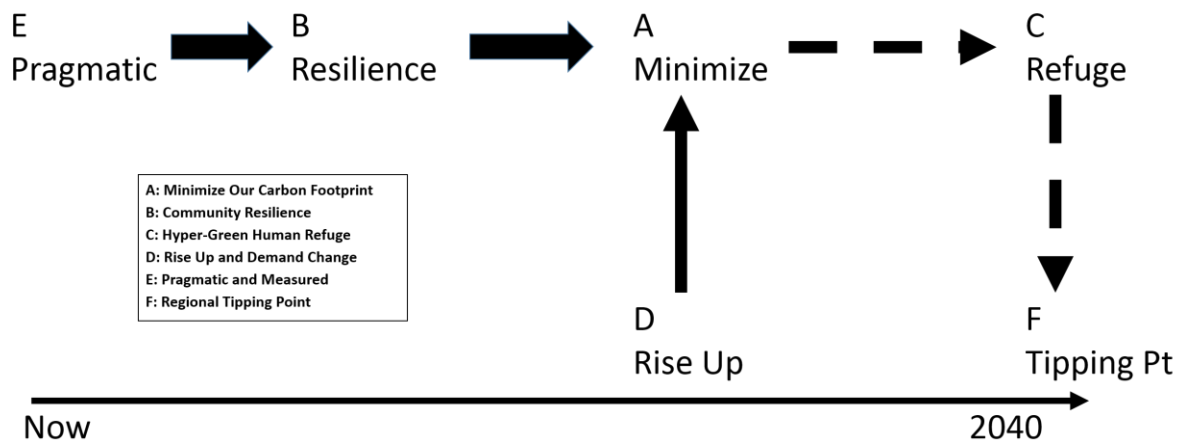 E
Pragmatic
B
Resilience
A
Minimize
C
Refuge
A: Minimize Our Carbon Footprint
B: Community Resilience
C: Hyper-Green Human Refuge
D: Rise Up and Demand Change
E: Pragmatic and Measured
F: Regional Tipping Point
D
Rise Up
F
Tipping Pt
Now
2040